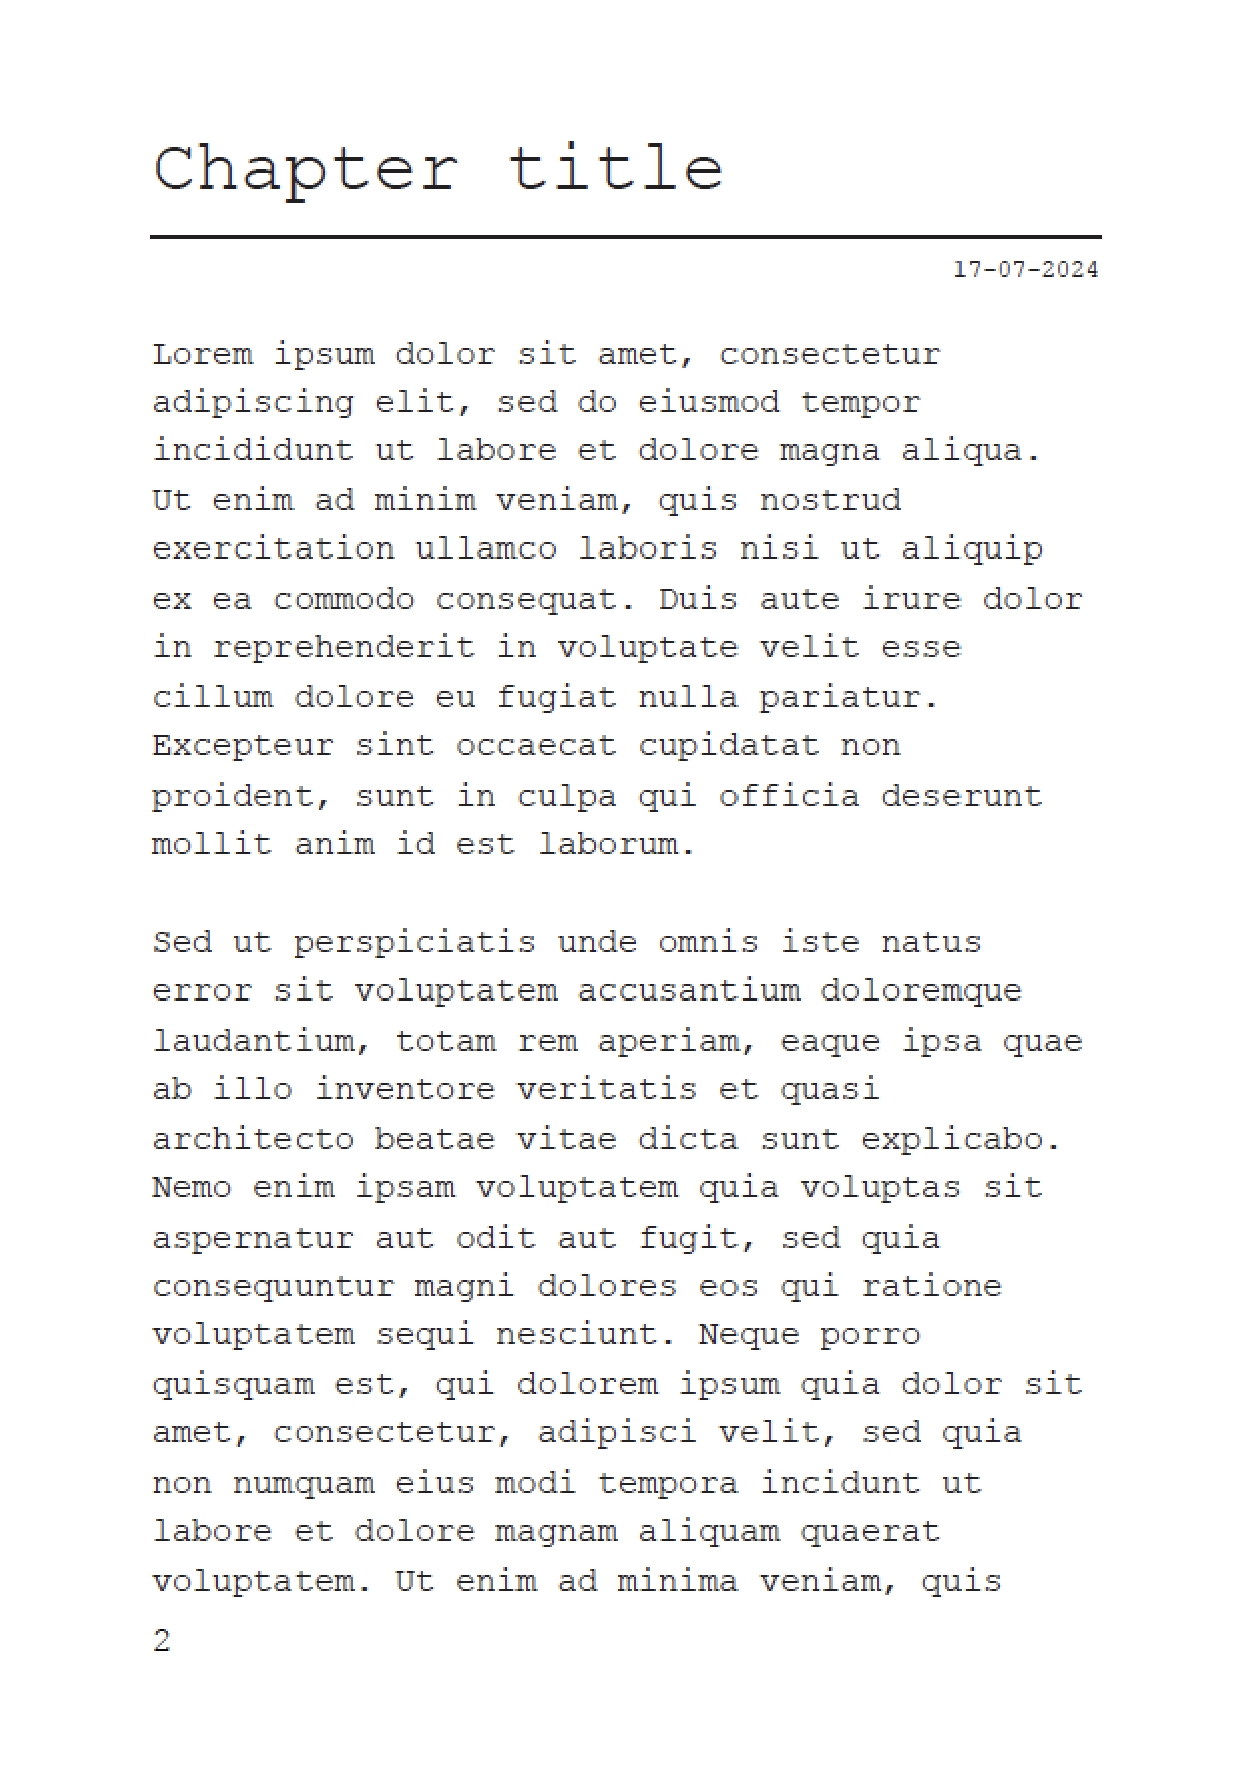 Chapter title
17-07-2024
Lorem ipsum dolor sit amet, consectetur
adipiscing elit, sed do eiusmod tempor
incididunt ut labore et dolore magna aliqua.
Ut enim ad minim veniam, quis nostrud
exercitation ullamco laboris nisi ut aliquip
ex ea commodo consequat. Duis aute irure dolor
in reprehenderit in voluptate velit esse
cillum dolore eu fugiat nulla pariatur.
Excepteur sint occaecat cupidatat non
proident, sunt in culpa qui officia deserunt
mollit anim id est laborum.
Sed ut perspiciatis unde omnis iste natus
error sit voluptatem accusantium doloremque
laudantium, totam rem aperiam, eaque ipsa quae
ab illo inventore veritatis et quasi
architecto beatae vitae dicta sunt explicabo.
Nemo enim ipsam voluptatem quia voluptas sit
aspernatur aut odit aut fugit, sed quia
consequuntur magni dolores eos qui ratione
voluptatem sequi nesciunt. Neque porro
quisquam est, qui dolorem ipsum quia dolor sit
amet, consectetur, adipisci velit, sed quia
non numquam eius modi tempora incidunt ut
labore et dolore magnam aliquam quaerat
voluptatem. Ut enim ad minima veniam, quis
2